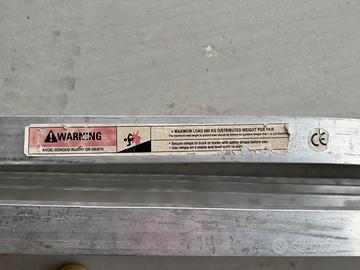 WARNING
AVOID SERIOUS INJURY OR DEATH
• MAXIMUM LOAD 680 KG DISTRIBUTED WEIGHT PER PAIR
• Secure ramps to truck or trailer with safety straps before use.
• Use ramps on a stable and level surface only.
CE
subito